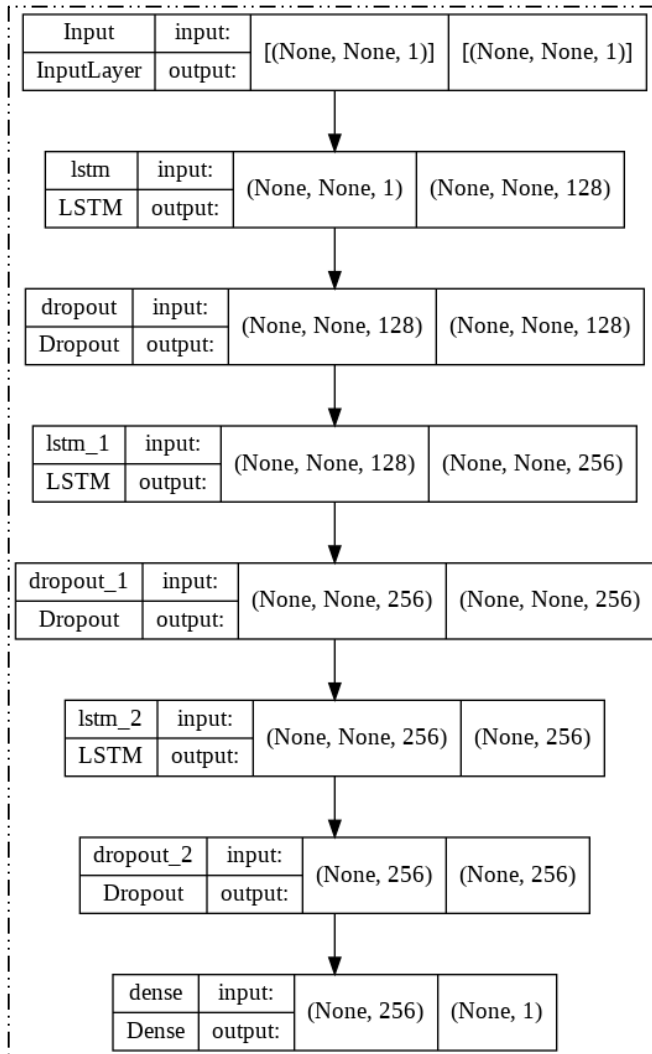 Input input: [(None, None, 1)] [(None, None, 1)]
InputLayer output:
lstm input: (None, None, 1) (None, None, 128)
LSTM output:
dropout input: (None, None, 128) (None, None, 128)
Dropout output:
lstm_1 input: (None, None, 128) (None, None, 256)
LSTM output:
dropout_1 input: (None, None, 256) (None, None, 256)
Dropout output:
lstm_2 input: (None, None, 256) (None, 256)
LSTM output:
dropout_2 input: (None, 256) (None, 256)
Dropout output:
dense input: (None, 256) (None, 1)
Dense output: